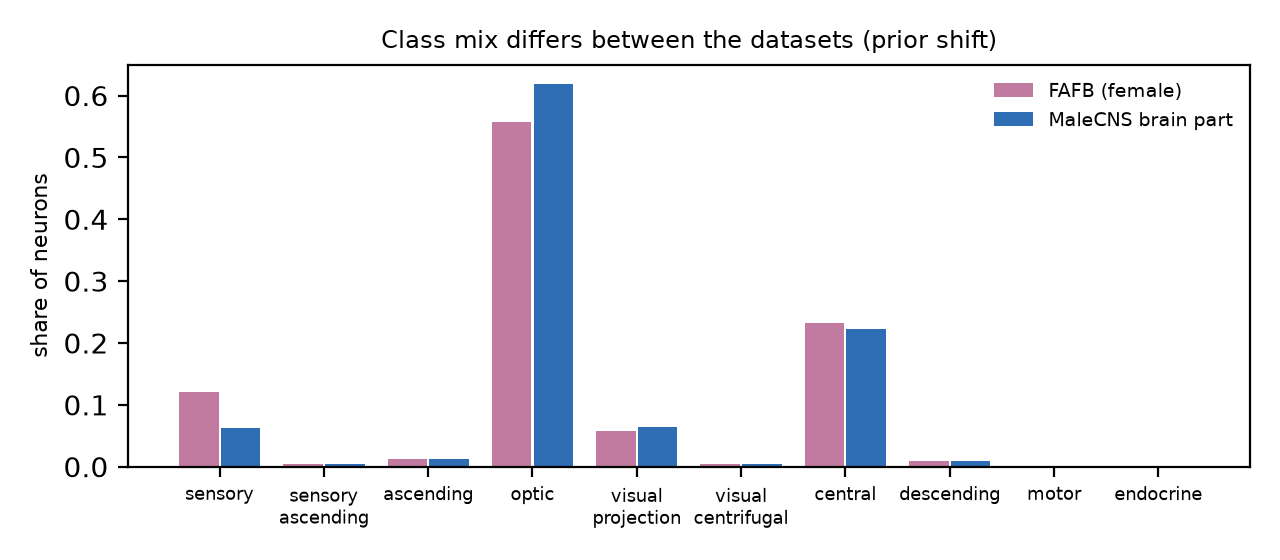 Class mix differs between the datasets (prior shift)
FAFB (female)
MaleCNS brain part
share of neurons
0.6
0.5
0.4
0.3
0.2
0.1
0.0
sensory
sensory ascending
ascending
optic
visual projection
visual centrifugal
central
descending
motor
endocrine